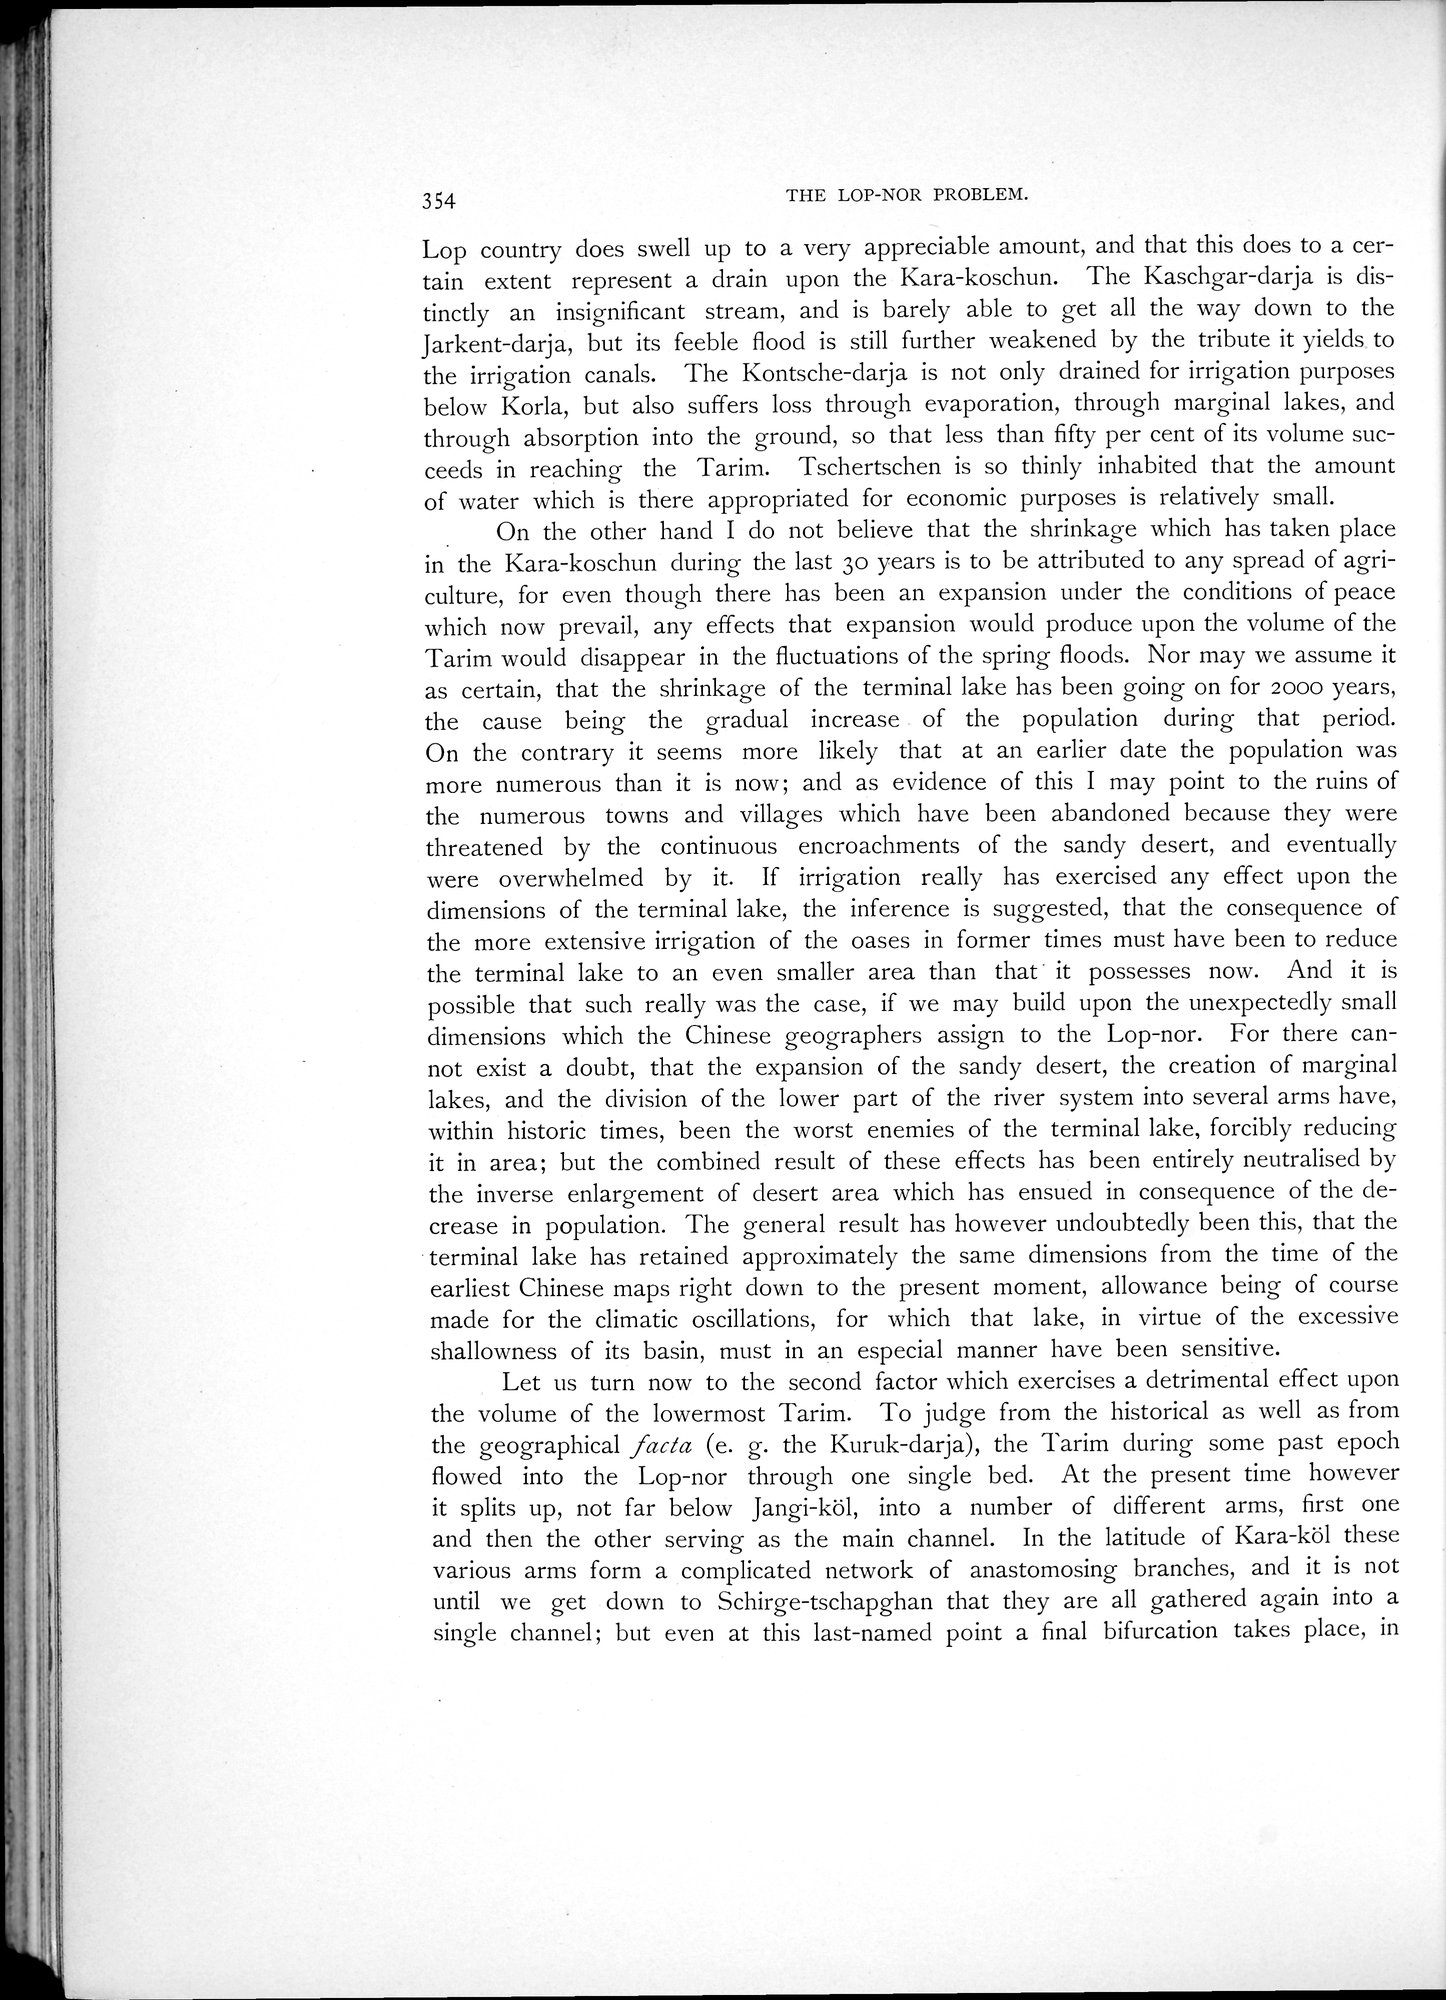 354
THE LOP-NOR PROBLEM.
Lop country does swell up to a very appreciable amount, and that this does to a cer-
tain extent represent a drain upon the Kara-koschun. The Kaschgar-darja is dis-
tinctly an insignificant stream, and is barely able to get all the way down to the
Jarkent-darja, but its feeble flood is still further weakened by the tribute it yields to
the irrigation canals. The Kontsche-darja is not only drained for irrigation purposes
below Korla, but also suffers loss through evaporation, through marginal lakes, and
through absorption into the ground, so that less than fifty per cent of its volume suc-
ceeds in reaching the Tarim. Tschertschen is so thinly inhabited that the amount
of water which is there appropriated for economic purposes is relatively small.
On the other hand I do not believe that the shrinkage which has taken place
in the Kara-koschun during the last 30 years is to be attributed to any spread of agri-
culture, for even though there has been an expansion under the conditions of peace
which now prevail, any effects that expansion would produce upon the volume of the
Tarim would disappear in the fluctuations of the spring floods. Nor may we assume it
as certain, that the shrinkage of the terminal lake has been going on for 2000 years,
the cause being the gradual increase of the population during that period.
On the contrary it seems more likely that at an earlier date the population was
more numerous than it is now; and as evidence of this I may point to the ruins of
the numerous towns and villages which have been abandoned because they were
threatened by the continuous encroachments of the sandy desert, and eventually
were overwhelmed by it. If irrigation really has exercised any effect upon the
dimensions of the terminal lake, the inference is suggested, that the consequence of
the more extensive irrigation of the oases in former times must have been to reduce
the terminal lake to an even smaller area than that it possesses now. And it is
possible that such really was the case, if we may build upon the unexpectedly small
dimensions which the Chinese geographers assign to the Lop-nor. For there can-
not exist a doubt, that the expansion of the sandy desert, the creation of marginal
lakes, and the division of the lower part of the river system into several arms have,
within historic times, been the worst enemies of the terminal lake, forcibly reducing
it in area; but the combined result of these effects has been entirely neutralised by
the inverse enlargement of desert area which has ensued in consequence of the de-
crease in population. The general result has however undoubtedly been this, that the
terminal lake has retained approximately the same dimensions from the time of the
earliest Chinese maps right down to the present moment, allowance being of course
made for the climatic oscillations, for which that lake, in virtue of the excessive
shallowness of its basin, must in an especial manner have been sensitive.
Let us turn now to the second factor which exercises a detrimental effect upon
the volume of the lowermost Tarim. To judge from the historical as well as from
the geographical facta (e. g. the Kuruk-darja), the Tarim during some past epoch
flowed into the Lop-nor through one single bed. At the present time however
it splits up, not far below Jangi-köl, into a number of different arms, first one
and then the other serving as the main channel. In the latitude of Kara-köl these
various arms form a complicated network of anastomosing branches, and it is not
until we get down to Schirge-tschapghan that they are all gathered again into a
single channel; but even at this last-named point a final bifurcation takes place, in